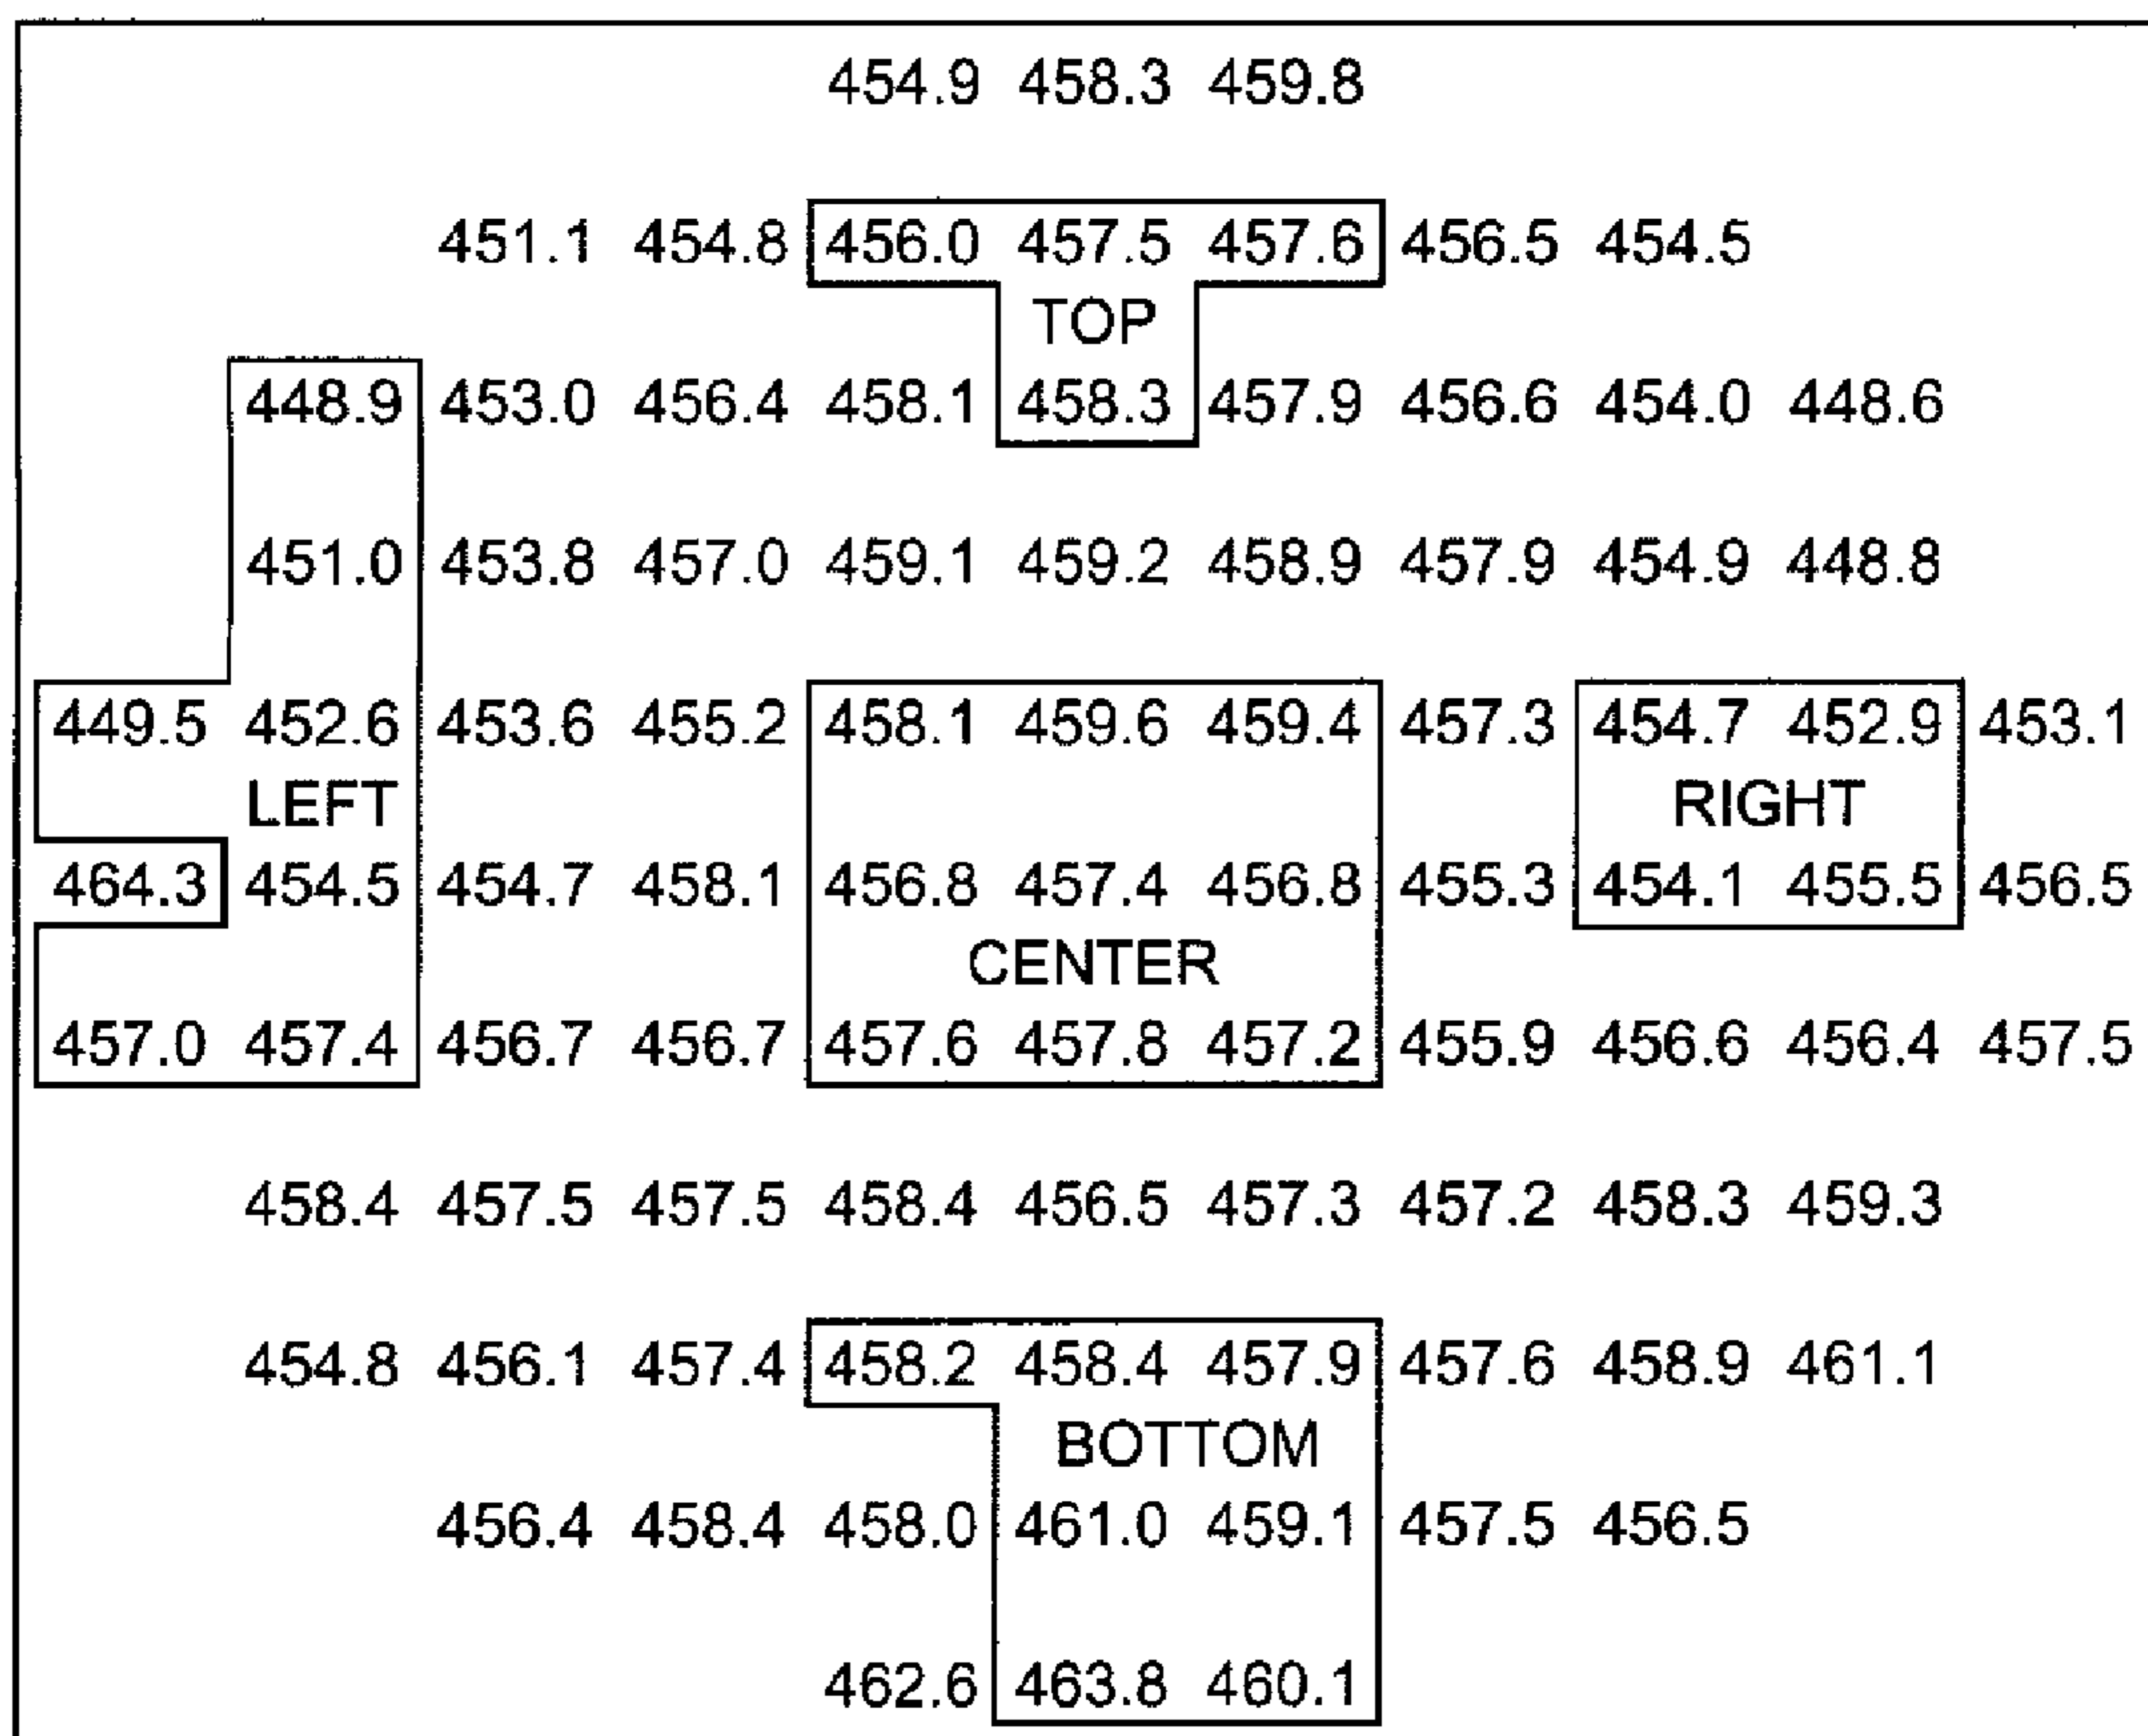 454.9 458.3 459.8
451.1 454.8 456.0 457.5 457.6 456.5 454.5
TOP
448.9 453.0 456.4 458.1 458.3 457.9 456.6 454.0 448.6
451.0 453.8 457.0 459.1 459.2 458.9 457.9 454.9 448.8
449.5 452.6 453.6 455.2 458.1 459.6 459.4 457.3 454.7 452.9 453.1
LEFT RIGHT
464.3 454.5 454.7 458.1 456.8 457.4 456.8 455.3 454.1 455.5 456.5
CENTER
457.0 457.4 456.7 456.7 457.6 457.8 457.2 455.9 456.6 456.4 457.5
458.4 457.5 457.5 458.4 456.5 457.3 457.2 458.3 459.3
454.8 456.1 457.4 458.2 458.4 457.9 457.6 458.9 461.1
BOTTOM
456.4 458.4 458.0 461.0 459.1 457.5 456.5
462.6 463.8 460.1